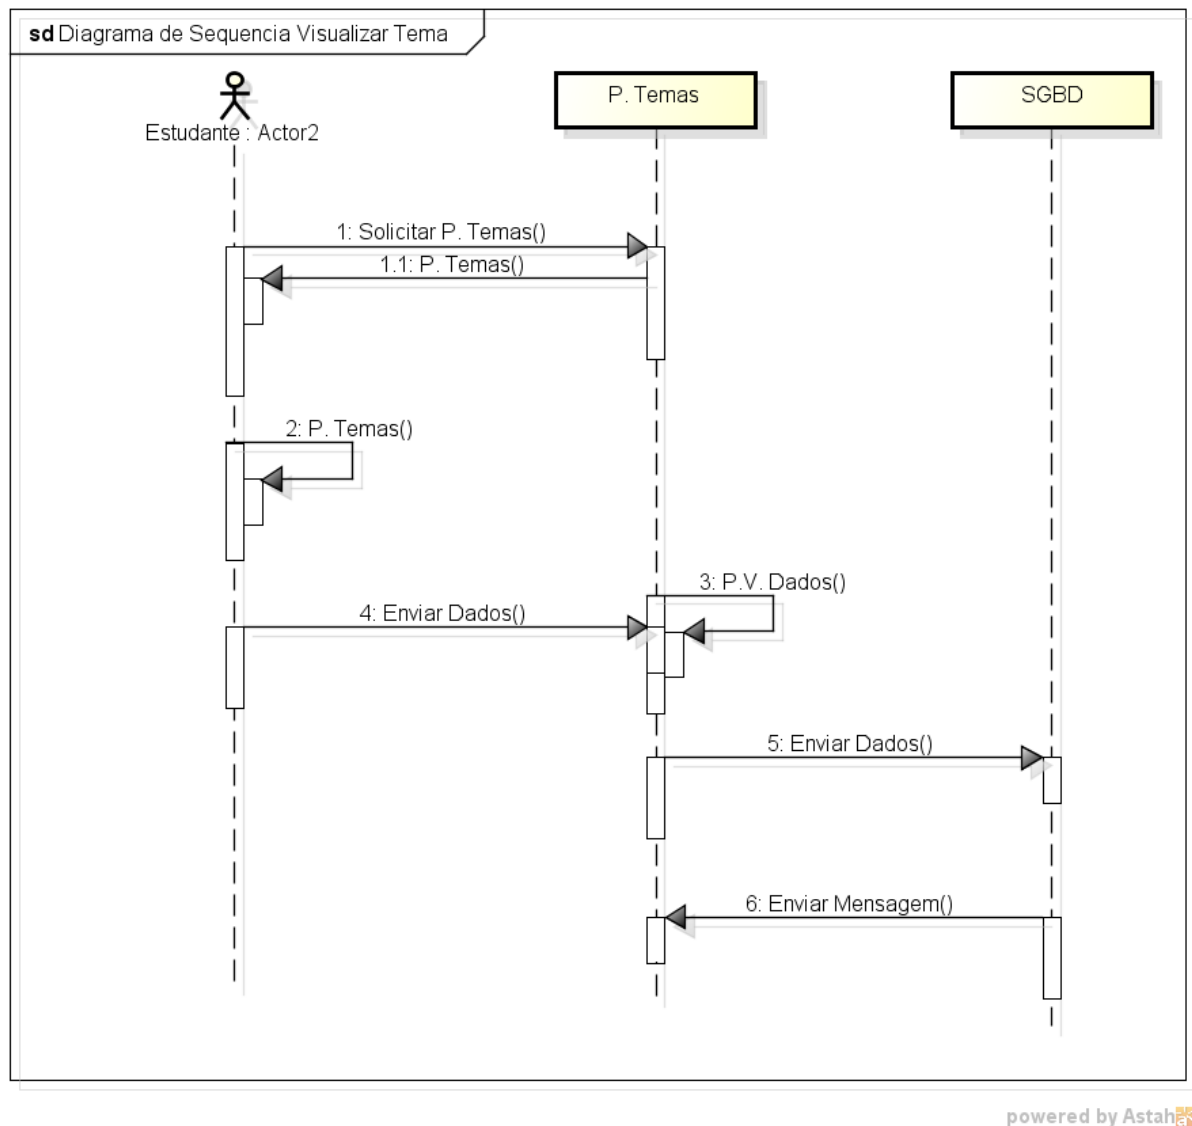 sd Diagrama de Sequencia Visualizar Tema
Estudante : Actor2
P. Temas
SGBD
1: Solicitar P. Temas()
1.1: P. Temas()
2: P. Temas()
3: P.V. Dados()
4: Enviar Dados()
5: Enviar Dados()
6: Enviar Mensagem()
powered by Astah